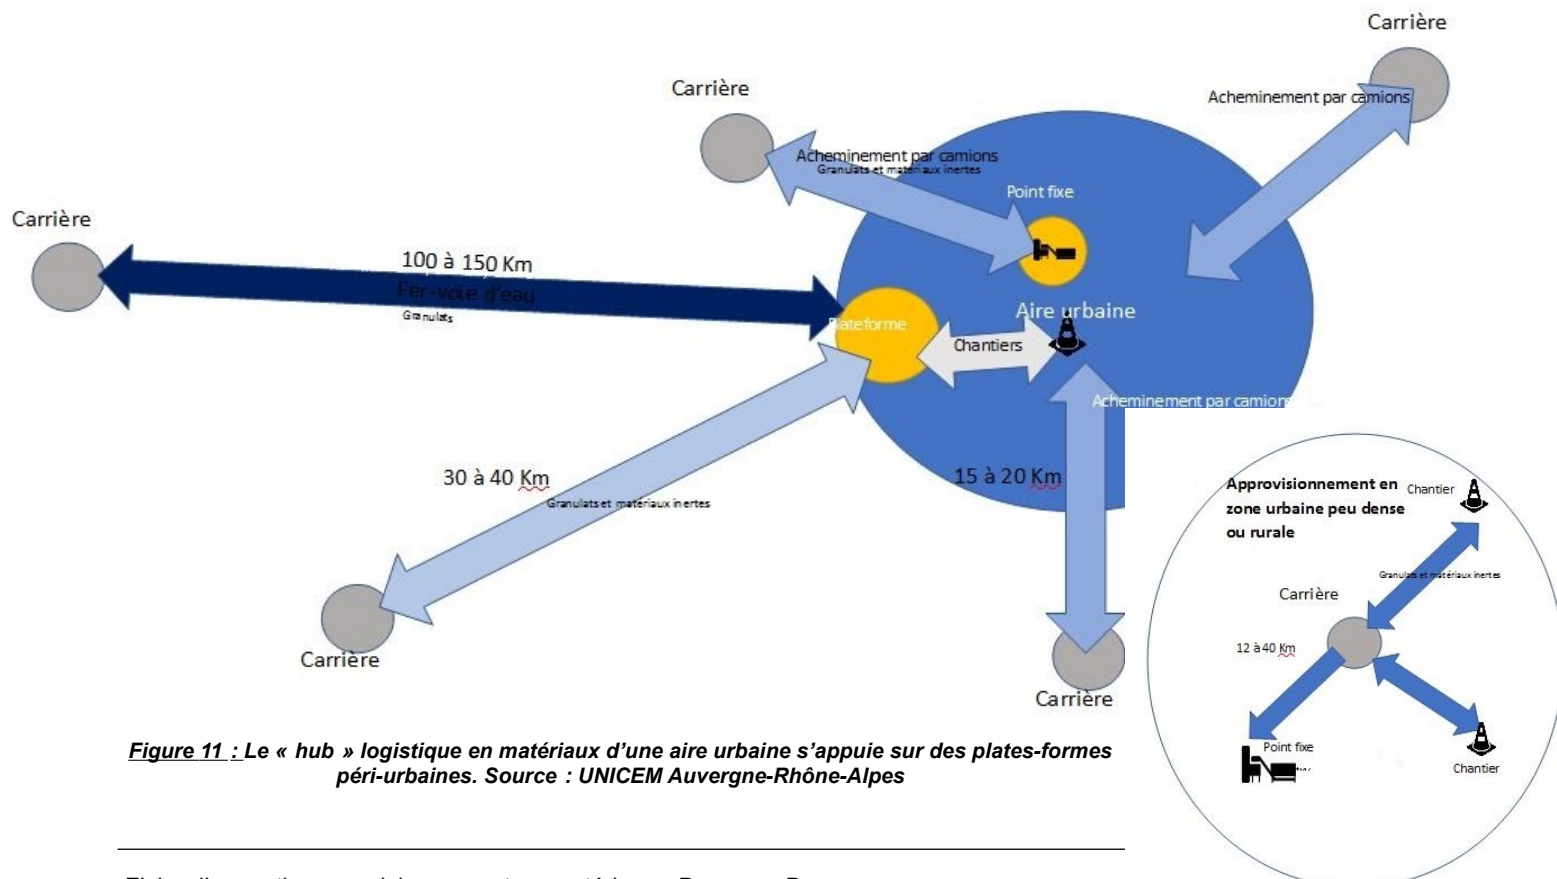 Carrière
Carrière
Acheminement par camions
Acheminement par camions
Granulats et matériaux inertes
Point fixe
Carrière
100 à 150 Km
Fer-voie d'eau
Granulats
Plateforme
Aire urbaine
Chantiers
Acheminement par camions
30 à 40 Km
Granulats et matériaux inertes
15 à 20 Km
Carrière
Carrière
Approvisionnement en
zone urbaine peu dense
ou rurale
Chantier
Granulats et matériaux inertes
Carrière
12 à 40 Km
Point fixe
Chantier
Figure 11 : Le « hub » logistique en matériaux d'une aire urbaine s'appuie sur des plates-formes
péri-urbaines. Source : UNICEM Auvergne-Rhône-Alpes